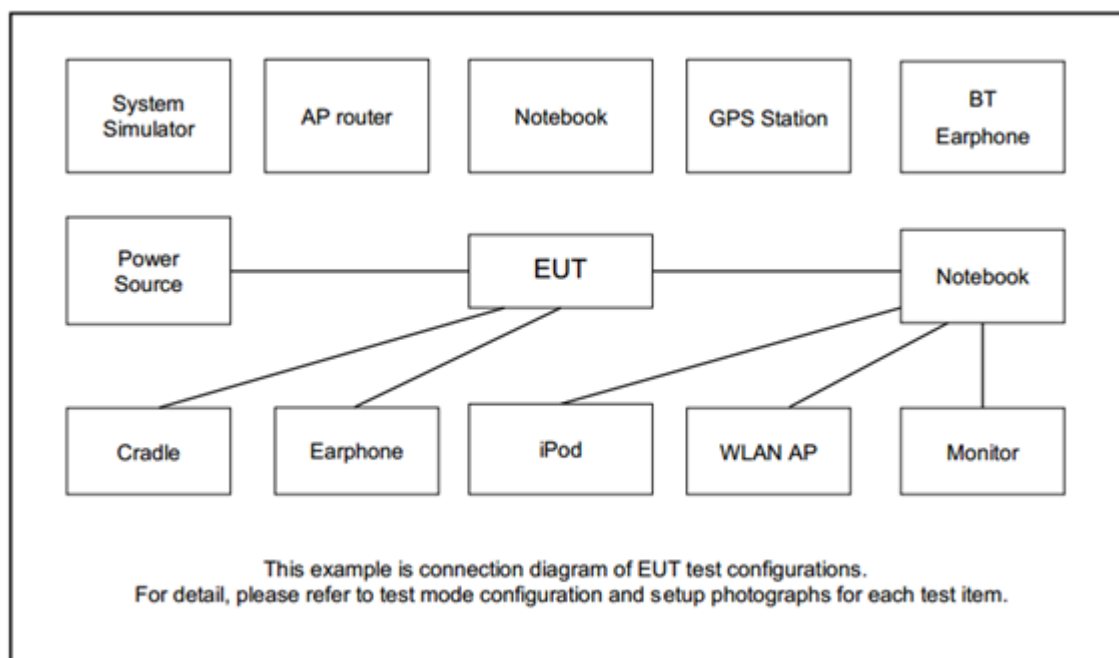 System
Simulator
AP router
Notebook
GPS Station
BT
Earphone
Power
Source
EUT
Notebook
Cradle
Earphone
iPod
WLAN AP
Monitor
This example is connection diagram of EUT test configurations.
For detail, please refer to test mode configuration and setup photographs for each test item.